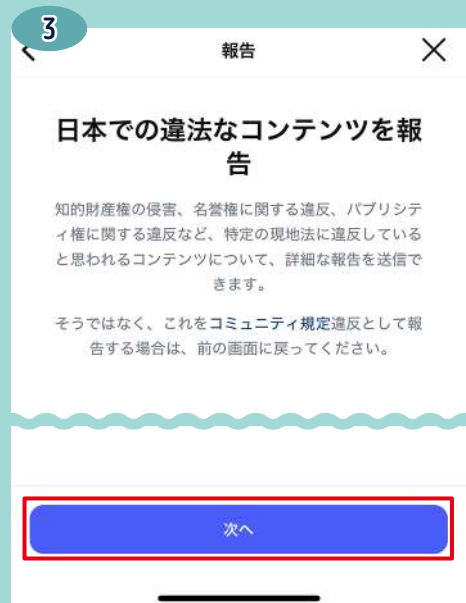 3
報告
日本での違法なコンテンツを報
告
知的財産権の侵害、名誉権に関する違反、パブリシテ
ィ権に関する違反など、特定の現地法に違反している
と思われるコンテンツについて、詳細な報告を送信で
きます。
そうではなく、これをコミュニティ規定違反として報
告する場合は、前の画面に戻ってください。
次へ